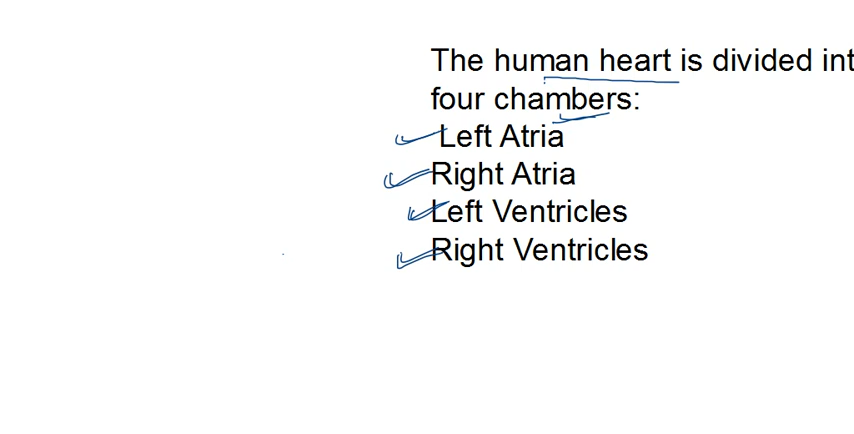 The human heart is divided int
four chambers:
Left Atria
Right Atria
Left Ventricles
Right Ventricles